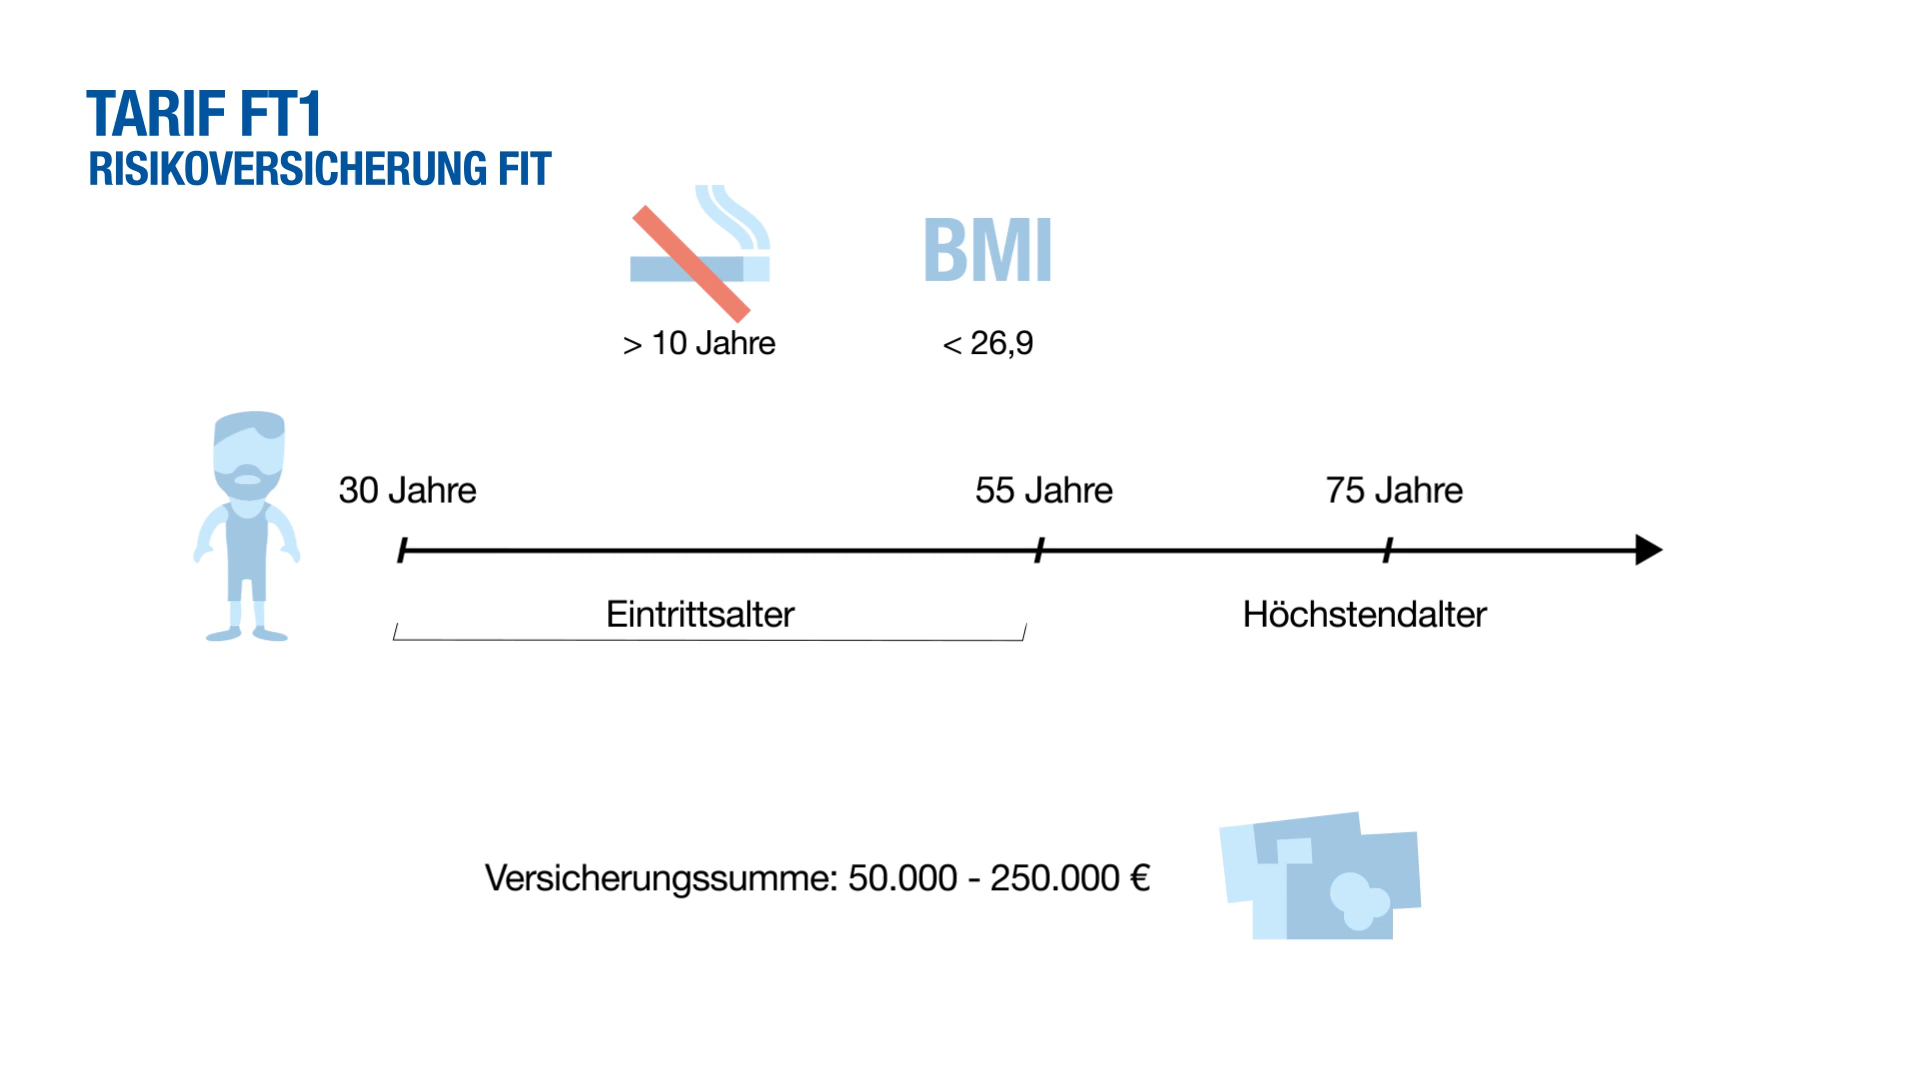 TARIF FT1
RISIKOVERSICHERUNG FIT
BMI
> 10 Jahre
< 26,9
30 Jahre
55 Jahre
75 Jahre
Eintrittsalter
Höchstendalter
Versicherungssumme: 50.000 - 250.000 €